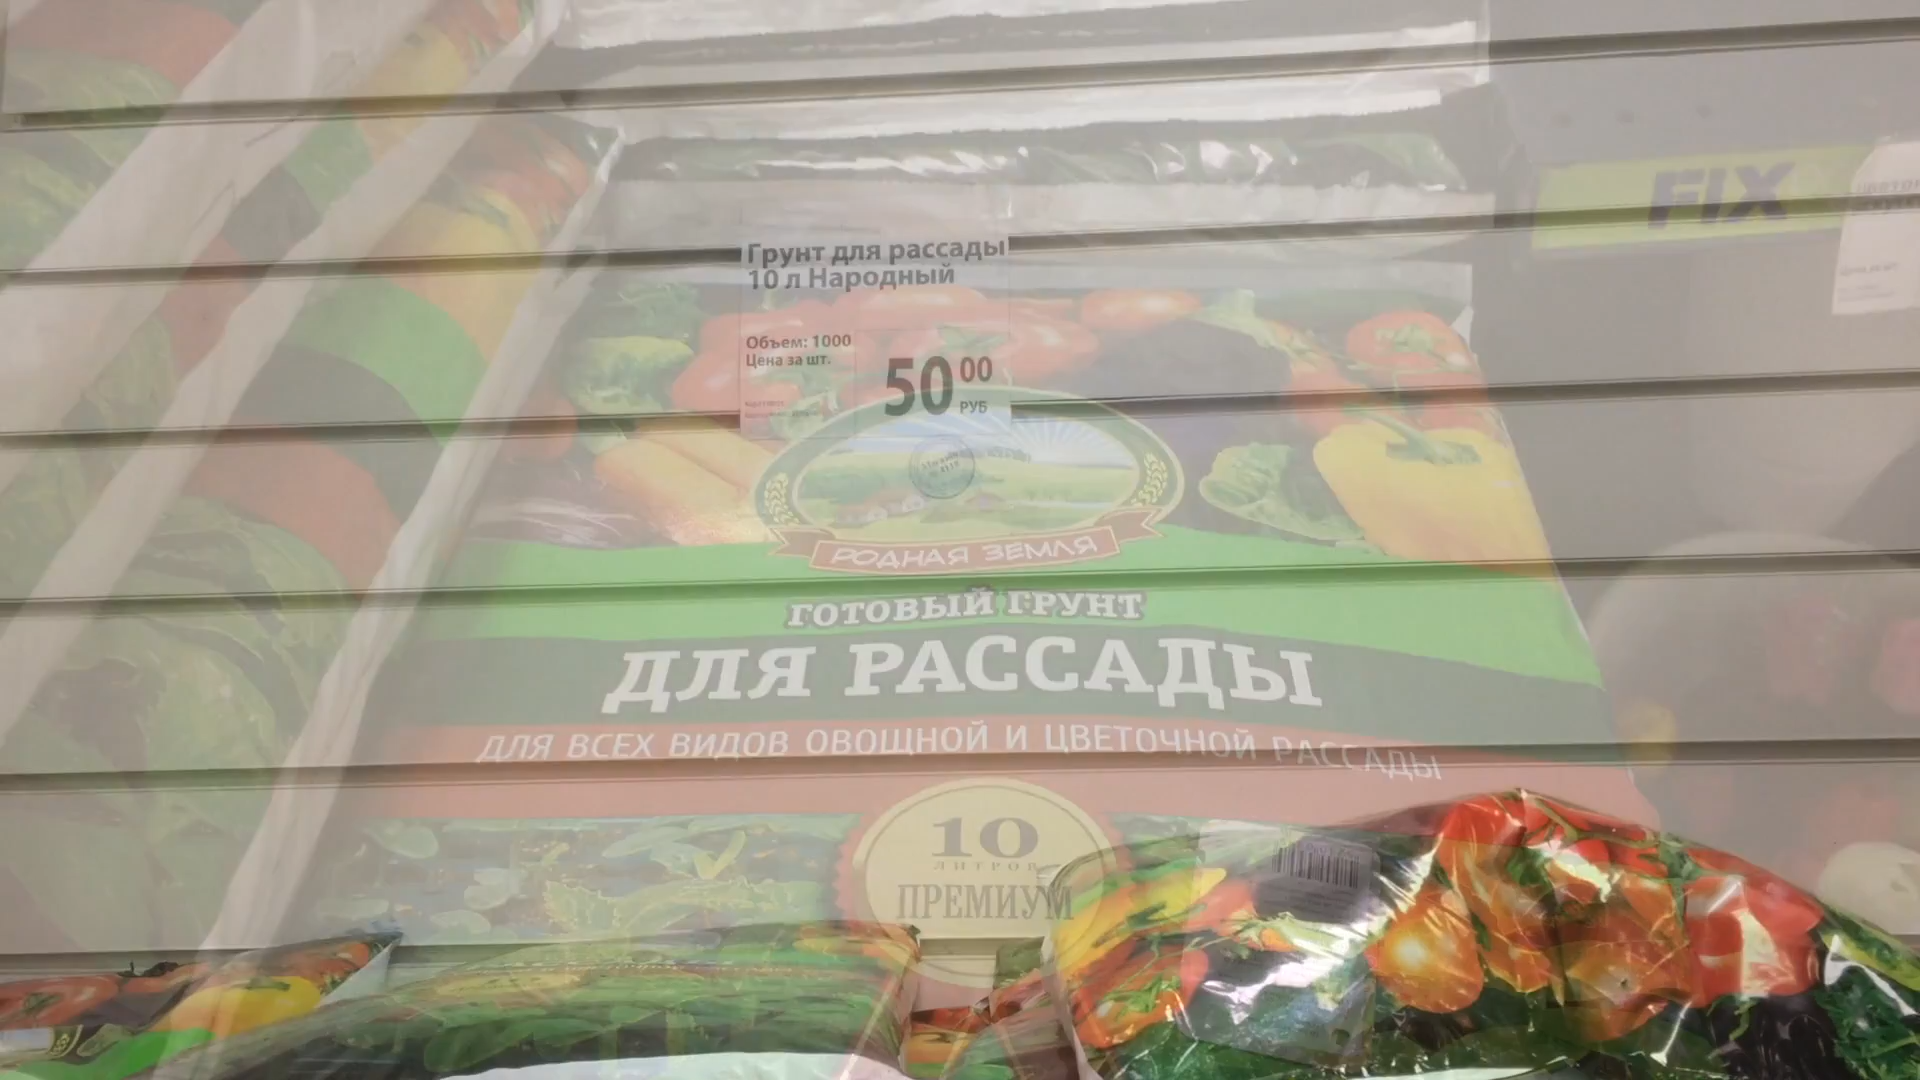 FIX
Грунт для рассады
10 л Народный
Объем: 1000
Цена за шт.
50 00
РУБ
РОДНАЯ ЗЕМЛЯ
ГОТОВЫЙ ГРУНТ
ДЛЯ РАССАДЫ
ДЛЯ ВСЕХ ВИДОВ ОВОЩНОЙ И ЦВЕТОЧНОЙ РАССАДЫ
10
ЛИТРОВ
ПРЕМИУМ